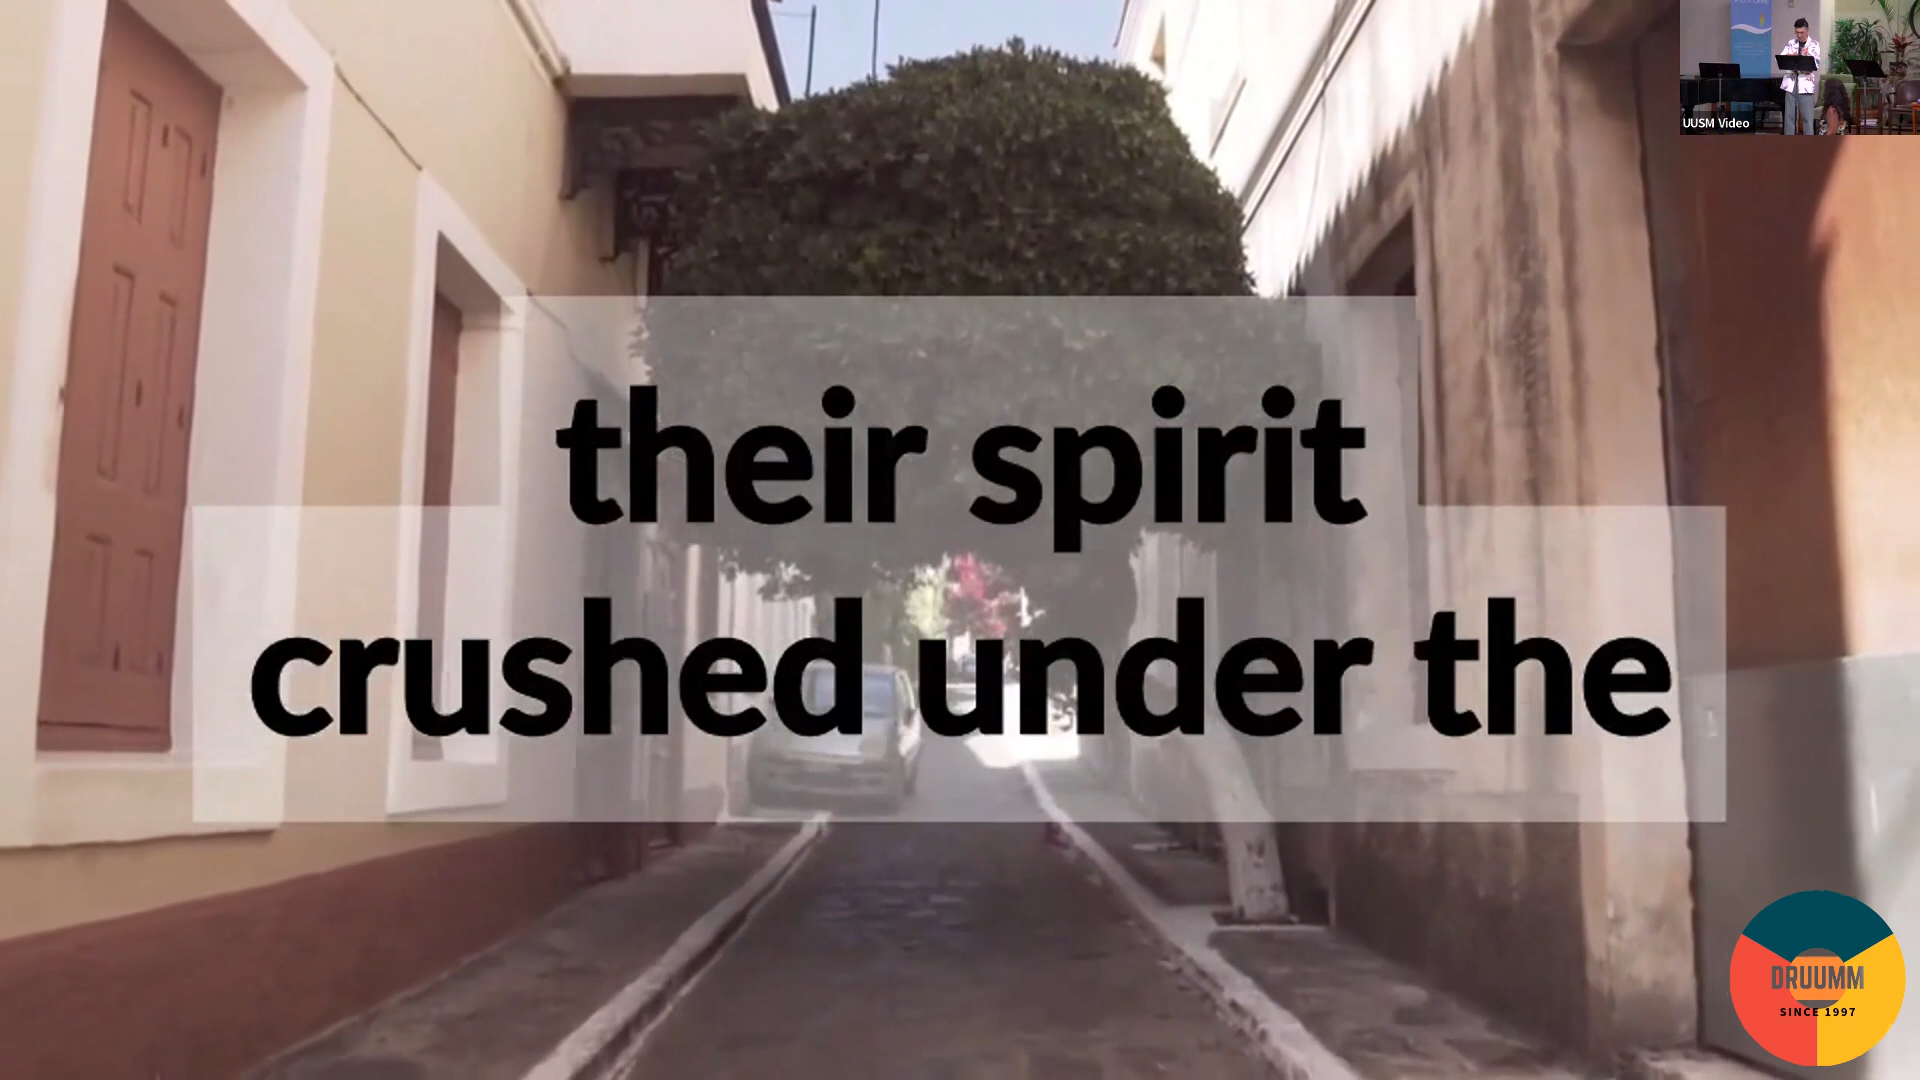 UUSM Video
their spirit
crushed under the
DRUUMM
SINCE 1997